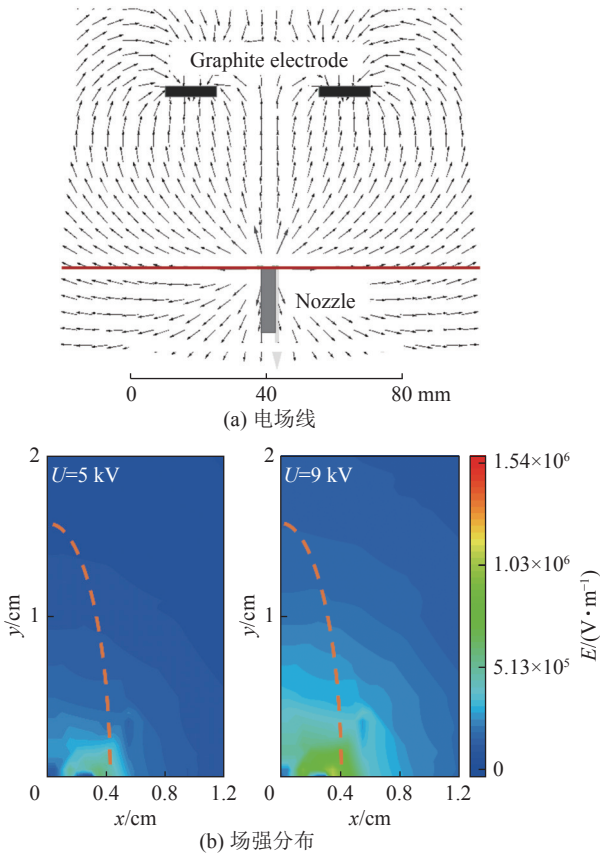 Graphite electrode
Nozzle
0 40 80 mm
(a) 电场线
2 U=5 kV
1
0 0.4 0.8 1.2
x/cm
y/cm
2 U=9 kV
1
0 0.4 0.8 1.2
x/cm
y/cm
1.54×10⁶
1.03×10⁶
5.13×10⁵
0
E/(V·m⁻¹)
(b) 场强分布